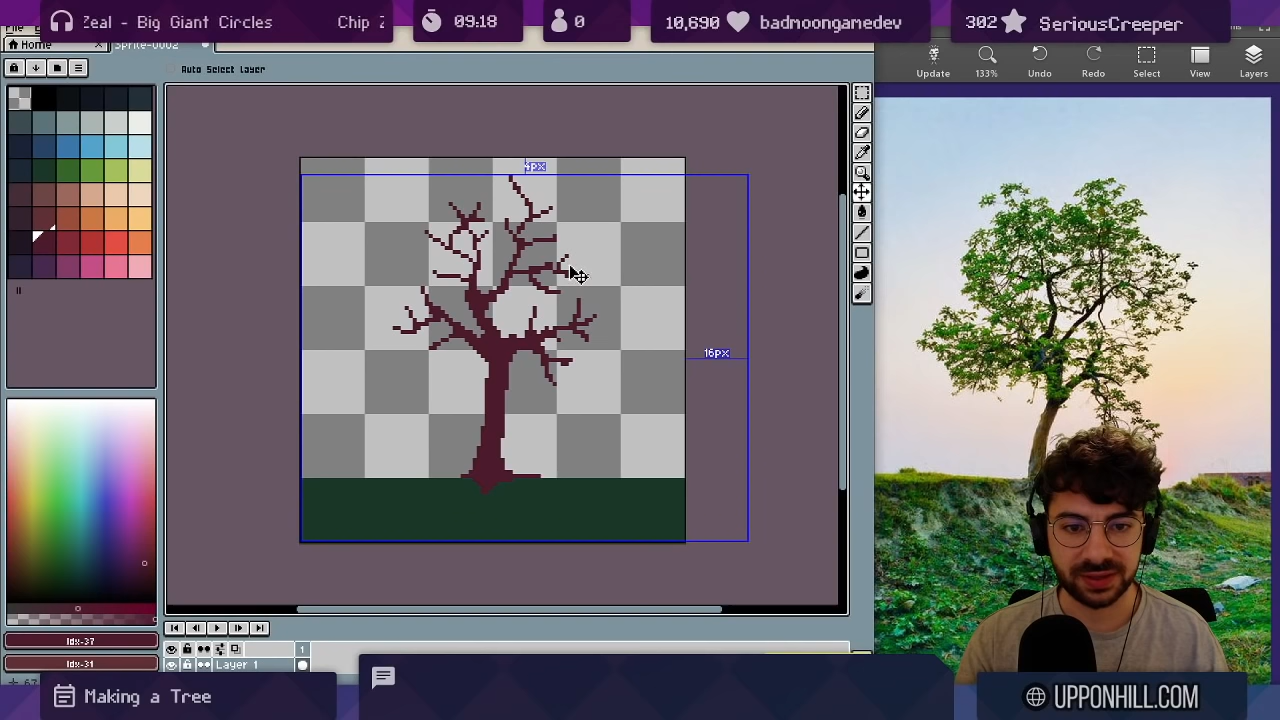 Zeal - Big Giant Circles Chip
09:18
0
10,690 badmoongamedev
302 SeriousCreeper
Home
Sprite-0002
Auto Select Layer
Update
133%
Undo
Redo
Select
View
Layers
4px
16px
Idx-37
Idx-31
1
Layer 1
Making a Tree
UPPONHILL.COM